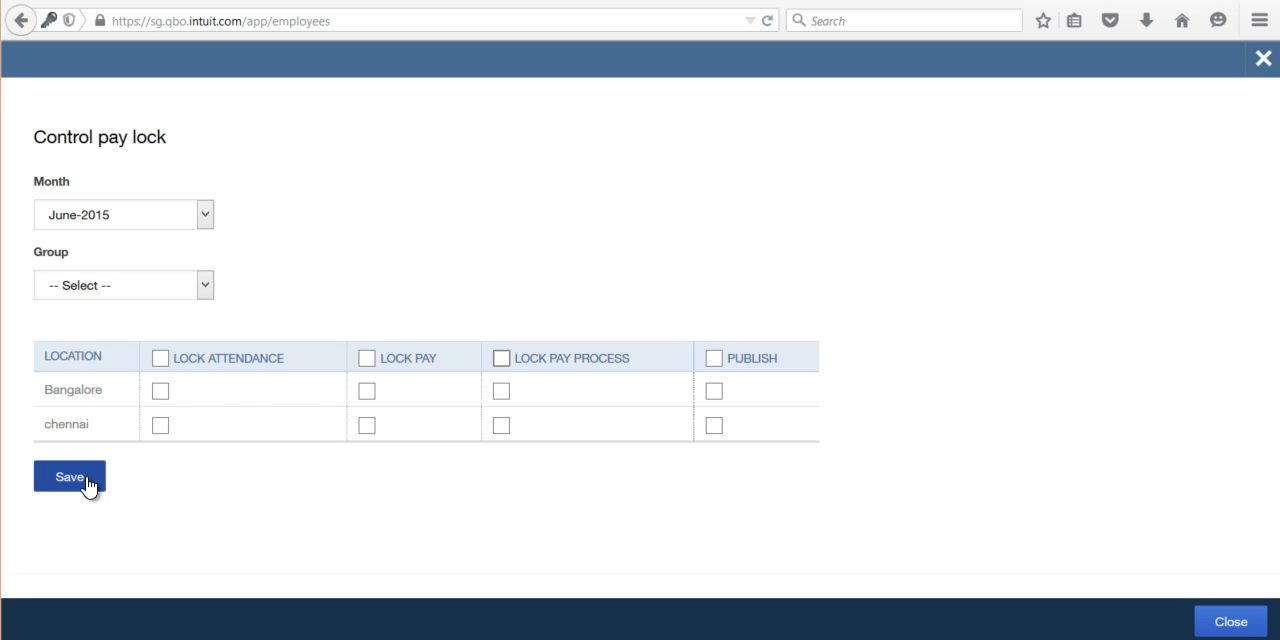 https://sg.qbo.intuit.com/app/employees
Search
Control pay lock
Month
June-2015
Group
-- Select --
LOCATION LOCK ATTENDANCE LOCK PAY LOCK PAY PROCESS PUBLISH
Bangalore
chennai
Save
Close